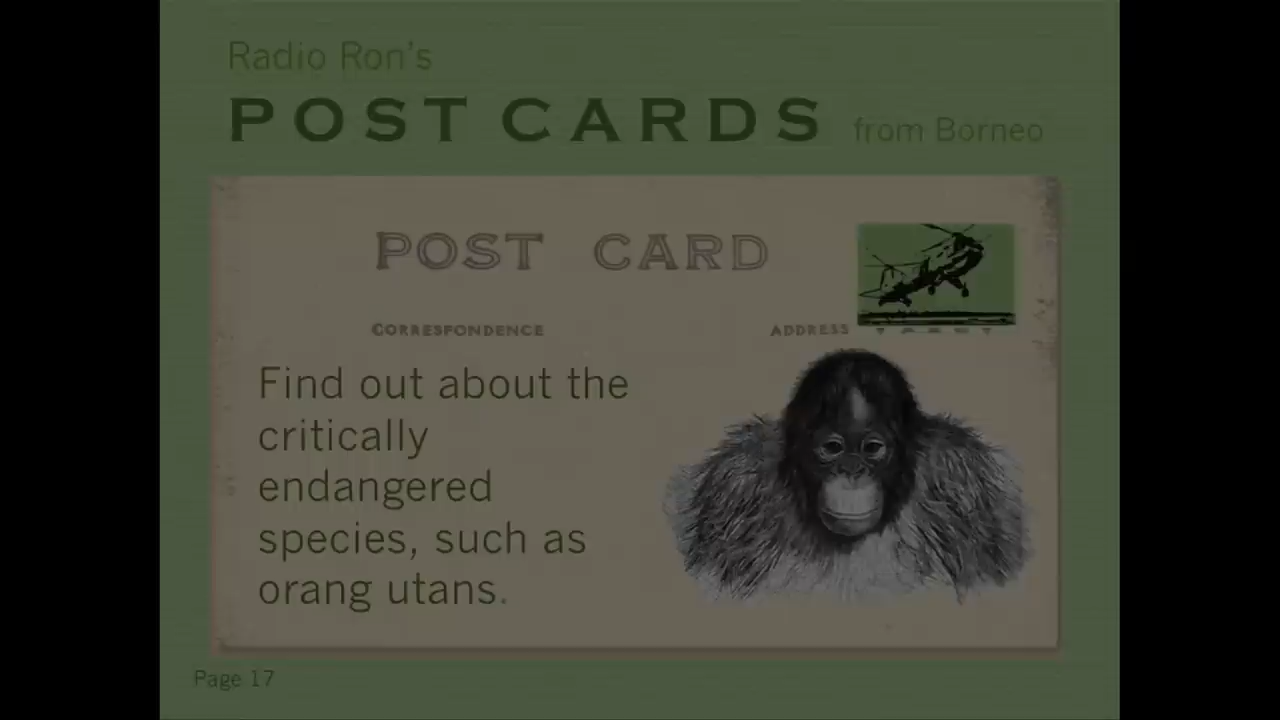 Radio Ron's
POST CARDS from Borneo
POST CARD
CORRESPONDENCE
ADDRESS
Find out about the
critically
endangered
species, such as
orang utans.
Page 17